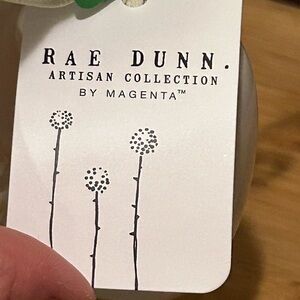 RAE DUNN.
ARTISAN COLLECTION
BY MAGENTA™